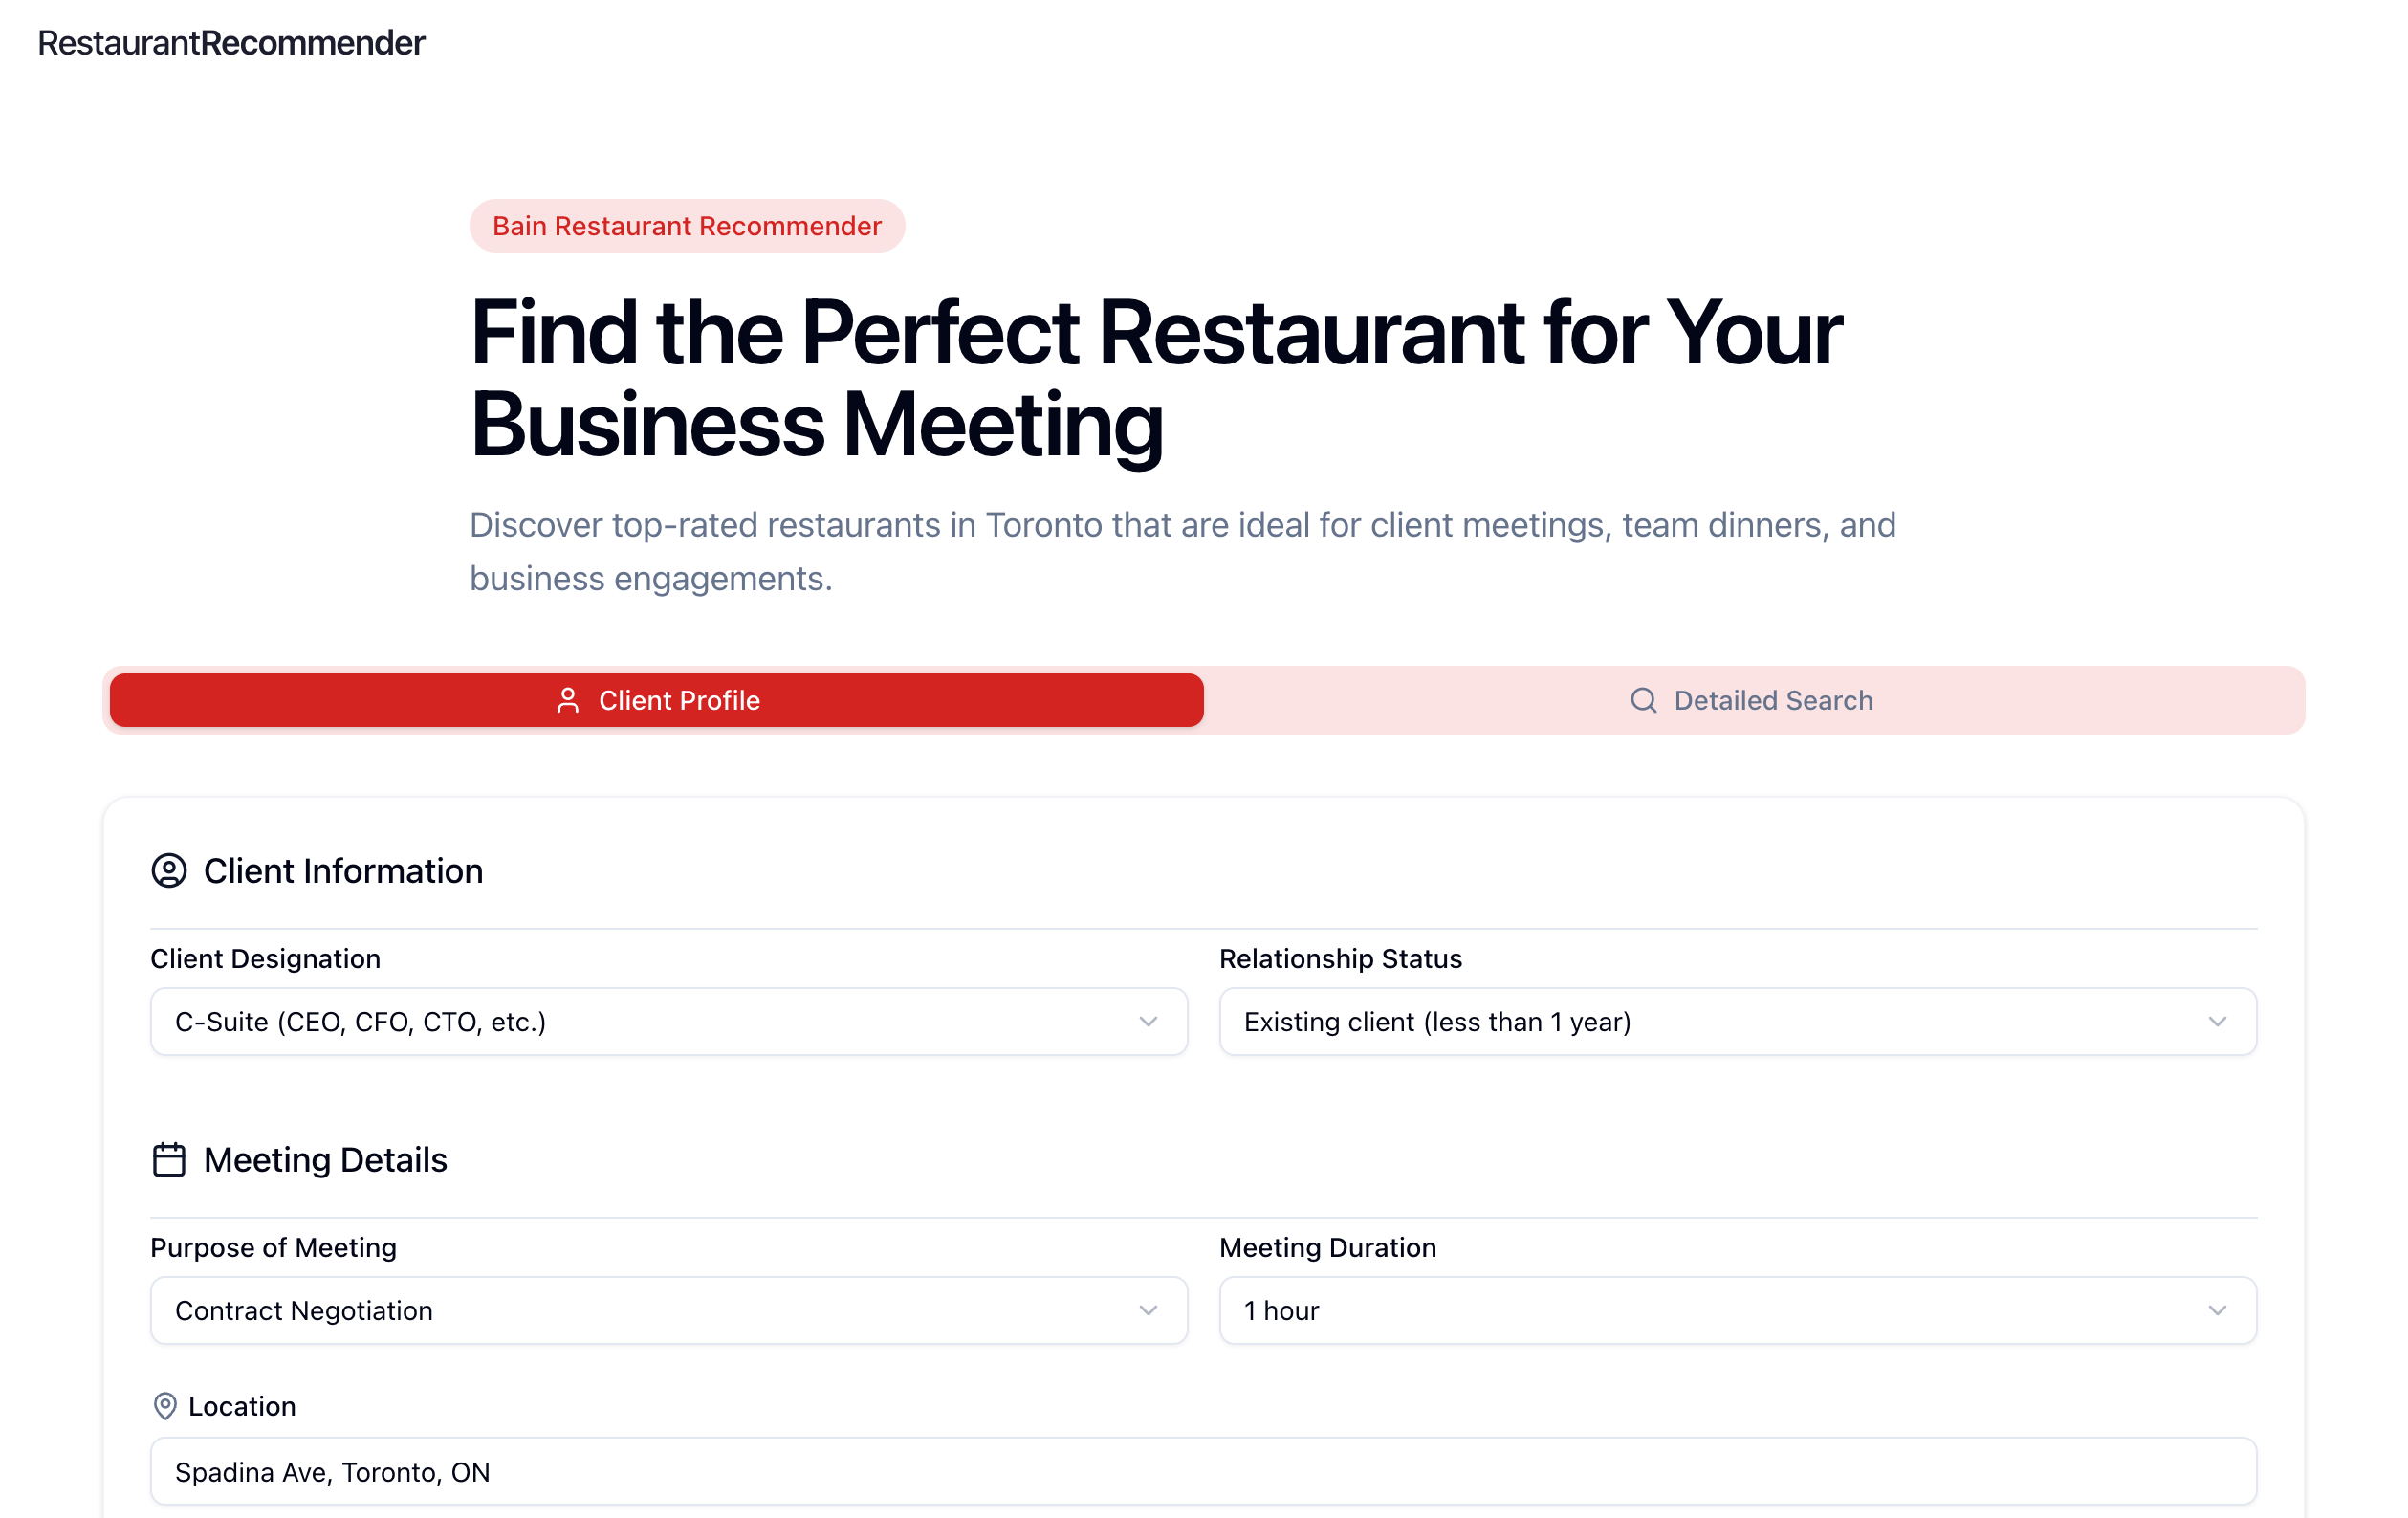 RestaurantRecommender
Bain Restaurant Recommender
Find the Perfect Restaurant for Your
Business Meeting
Discover top-rated restaurants in Toronto that are ideal for client meetings, team dinners, and
business engagements.
Client Profile
Detailed Search
Client Information
Client Designation
Relationship Status
C-Suite (CEO, CFO, CTO, etc.)
Existing client (less than 1 year)
Meeting Details
Purpose of Meeting
Meeting Duration
Contract Negotiation
1 hour
Location
Spadina Ave, Toronto, ON